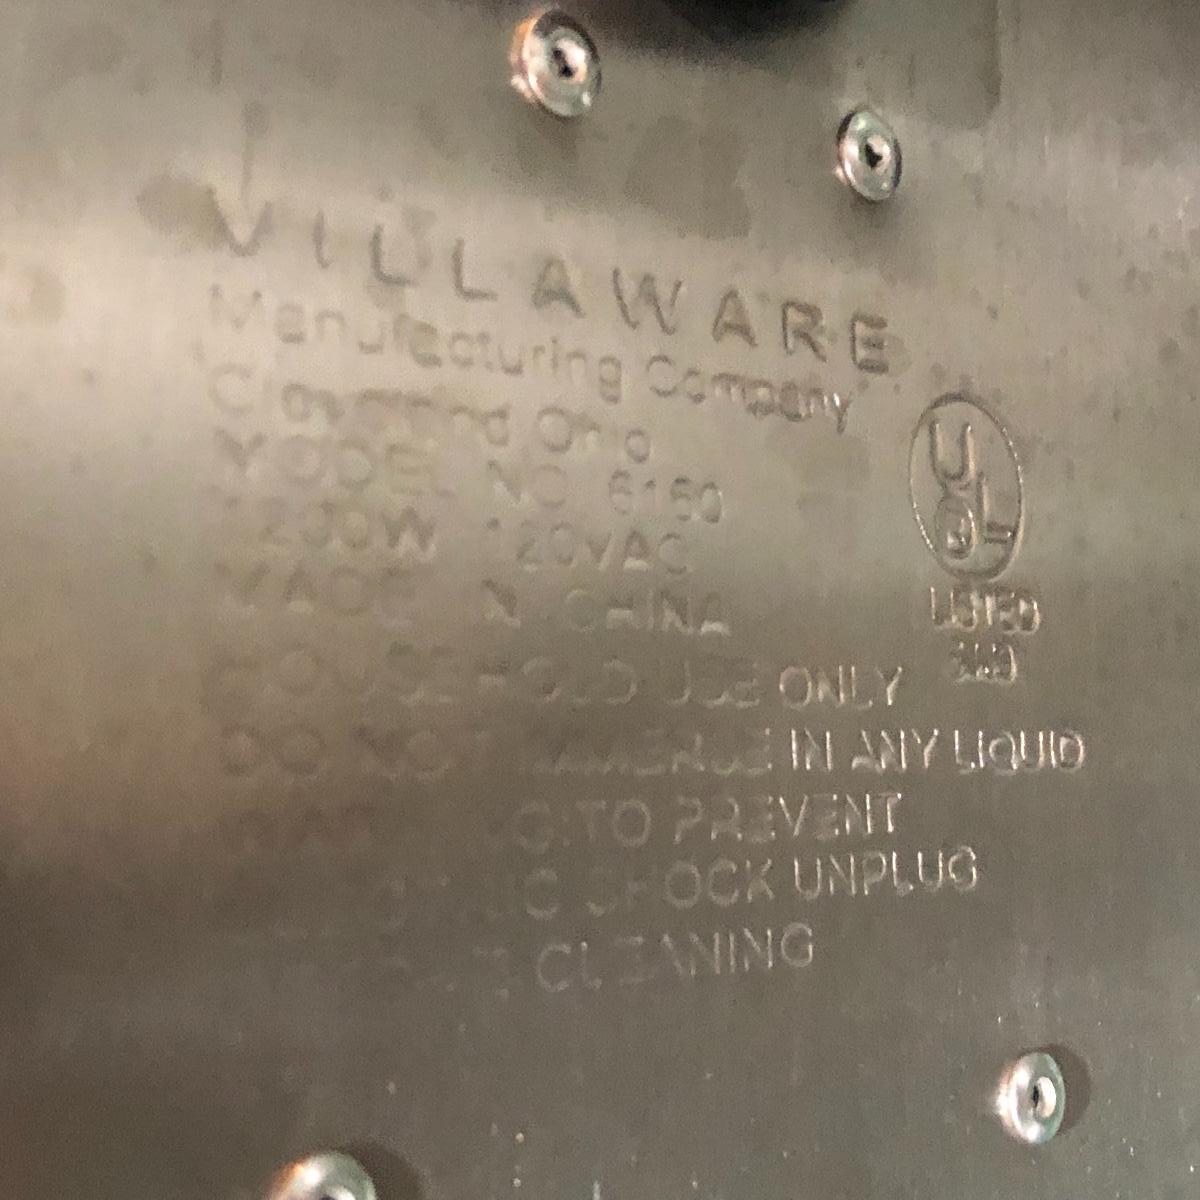 VILLAWARE
Manufacturing Company
Cleveland Ohio
MODEL NO 6160
1200W 120VAC
MADE IN CHINA
UL
LISTED
HOUSEHOLD USE ONLY
DO NOT IMMERSE IN ANY LIQUID
TO PREVENT
SHOCK UNPLUG
CLEANING